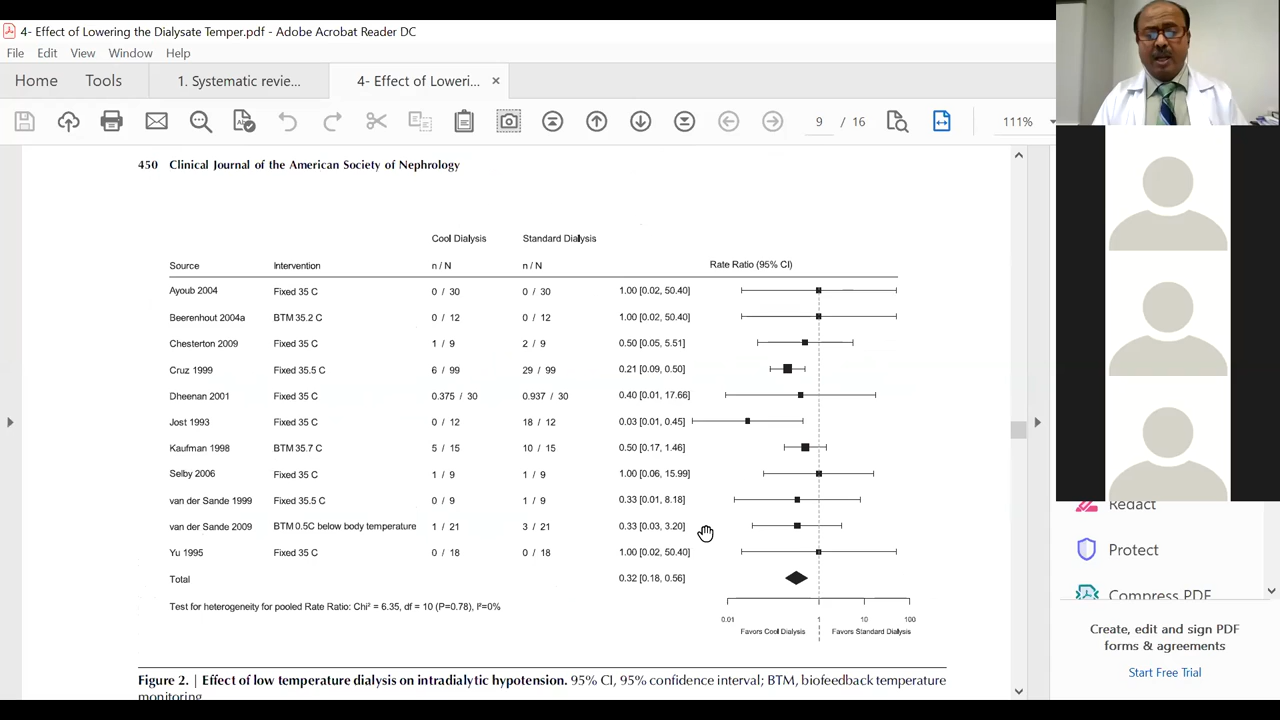 4- Effect of Lowering the Dialysate Temper.pdf - Adobe Acrobat Reader DC
File Edit View Window Help
Home Tools 1. Systematic revie... 4- Effect of Loweri... ×
9 / 16 111%
450 Clinical Journal of the American Society of Nephrology
Cool Dialysis Standard Dialysis
Source Intervention n / N n / N Rate Ratio (95% CI)
Ayoub 2004 Fixed 35 C 0 / 30 0 / 30 1.00 [0.02, 50.40]
Beerenhout 2004a BTM 35.2 C 0 / 12 0 / 12 1.00 [0.02, 50.40]
Chesterton 2009 Fixed 35 C 1 / 9 2 / 9 0.50 [0.05, 5.51]
Cruz 1999 Fixed 35.5 C 6 / 99 29 / 99 0.21 [0.09, 0.50]
Dheenan 2001 Fixed 35 C 0.375 / 30 0.937 / 30 0.40 [0.01, 17.66]
Jost 1993 Fixed 35 C 0 / 12 18 / 12 0.03 [0.01, 0.45]
Kaufman 1998 BTM 35.7 C 5 / 15 10 / 15 0.50 [0.17, 1.46]
Selby 2006 Fixed 35 C 1 / 9 1 / 9 1.00 [0.06, 15.99]
van der Sande 1999 Fixed 35.5 C 0 / 9 1 / 9 0.33 [0.01, 8.18]
van der Sande 2009 BTM 0.5C below body temperature 1 / 21 3 / 21 0.33 [0.03, 3.20]
Yu 1995 Fixed 35 C 0 / 18 0 / 18 1.00 [0.02, 50.40]
Total 0.32 [0.18, 0.56]
Test for heterogeneity for pooled Rate Ratio: Chi² = 6.35, df = 10 (P=0.78), I²=0%
0.01 1 10 100
Favors Cool Dialysis Favors Standard Dialysis
Figure 2. | Effect of low temperature dialysis on intradialytic hypotension. 95% CI, 95% confidence interval; BTM, biofeedback temperature
monitoring
Redact
Protect
Compress PDF
Create, edit and sign PDF
forms & agreements
Start Free Trial